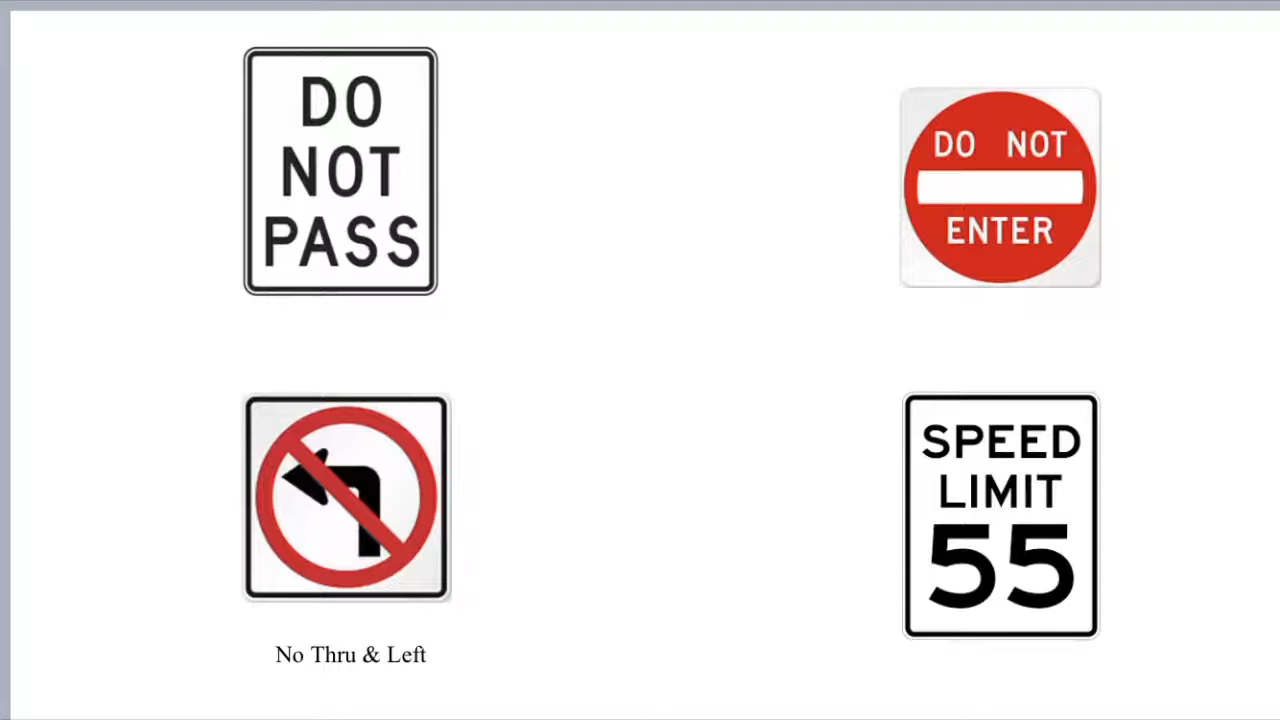 DO
NOT
PASS
DO NOT
ENTER
SPEED
LIMIT
55
No Thru & Left